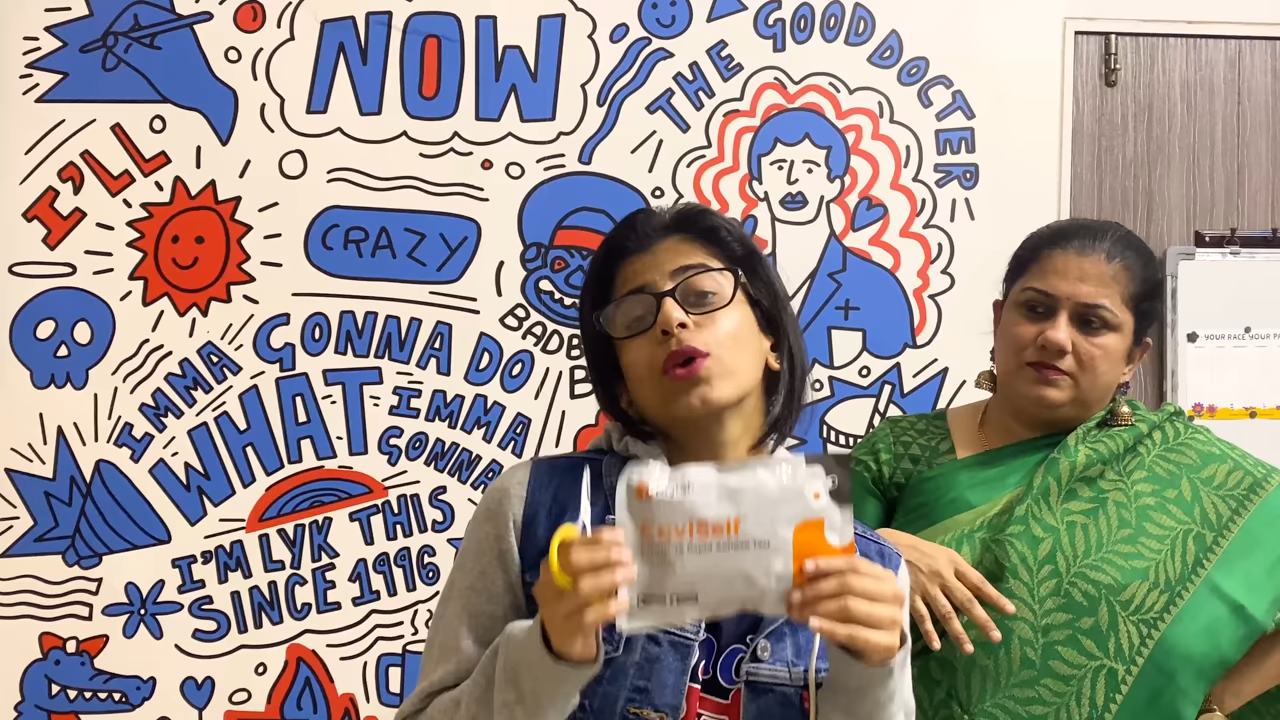 NOW
THE GOOD DOCTER
I'LL
CRAZY
BADB
B
IMMA GONNA DO
WHAT IMMA
GONNA
I'M LYK THIS
SINCE 1996
CoviSelf
YOUR RACE YOUR PA